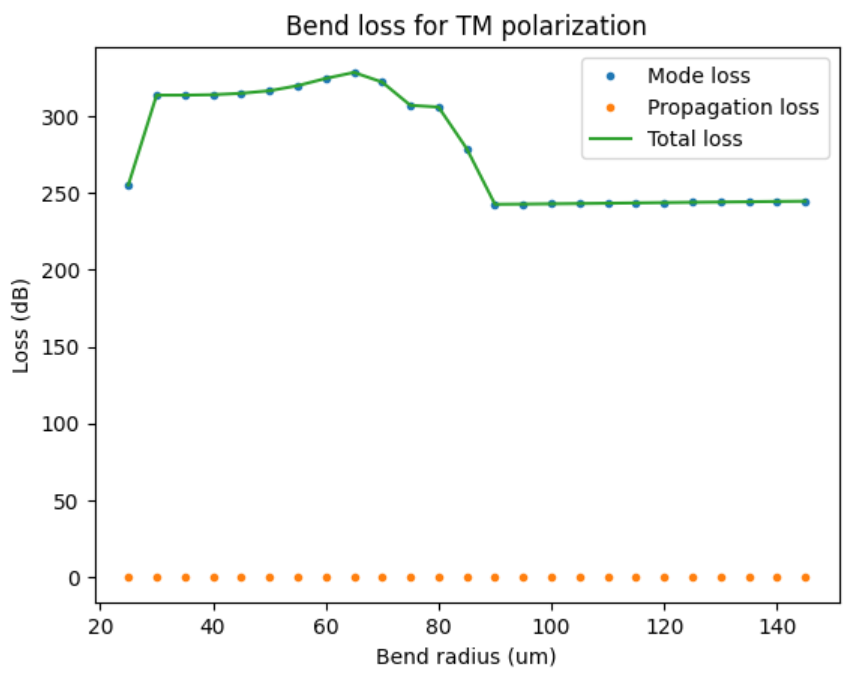 Bend loss for TM polarization
Mode loss
Propagation loss
Total loss
300
250
200
150
100
50
0
Loss (dB)
20 40 60 80 100 120 140
Bend radius (um)